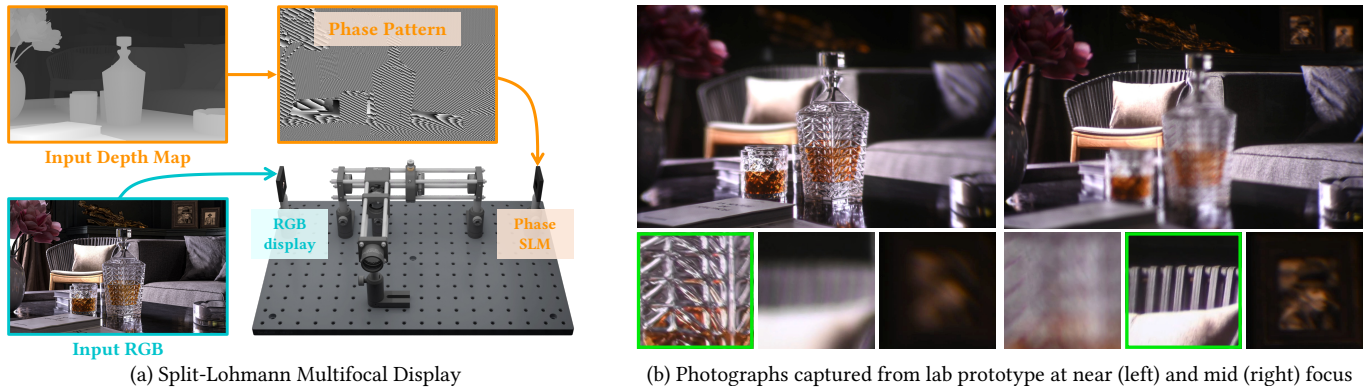 Phase Pattern
Input Depth Map
RGB
display
Phase
SLM
Input RGB
(a) Split-Lohmann Multifocal Display
(b) Photographs captured from lab prototype at near (left) and mid (right) focus